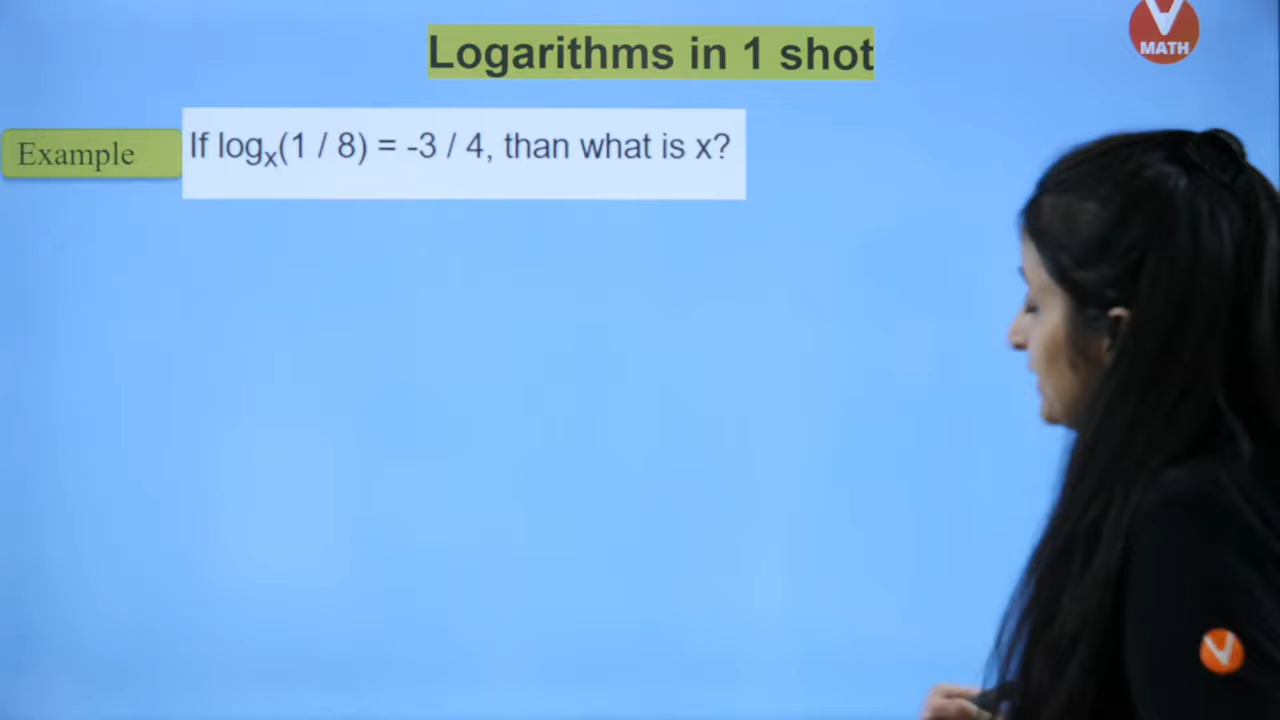 Logarithms in 1 shot
V
MATH
Example
If logₓ(1 / 8) = -3 / 4, than what is x?
V